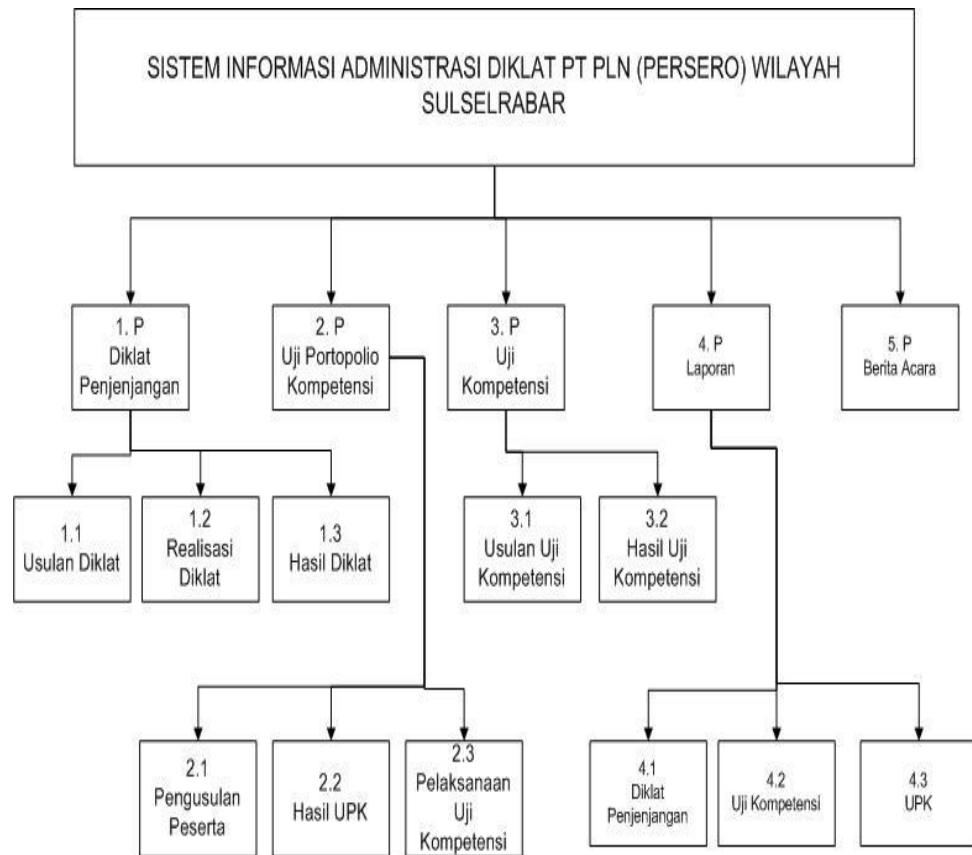 SISTEM INFORMASI ADMINISTRASI DIKLAT PT PLN (PERSERO) WILAYAH
SULSELRABAR
1. P
Diklat
Penjenjangan
2. P
Uji Portopolio
Kompetensi
3. P
Uji
Kompetensi
4. P
Laporan
5. P
Berita Acara
1.1
Usulan Diklat
1.2
Realisasi
Diklat
1.3
Hasil Diklat
3.1
Usulan Uji
Kompetensi
3.2
Hasil Uji
Kompetensi
2.1
Pengusulan
Peserta
2.2
Hasil UPK
2.3
Pelaksanaan
Uji
Kompetensi
4.1
Diklat
Penjenjangan
4.2
Uji Kompetensi
4.3
UPK